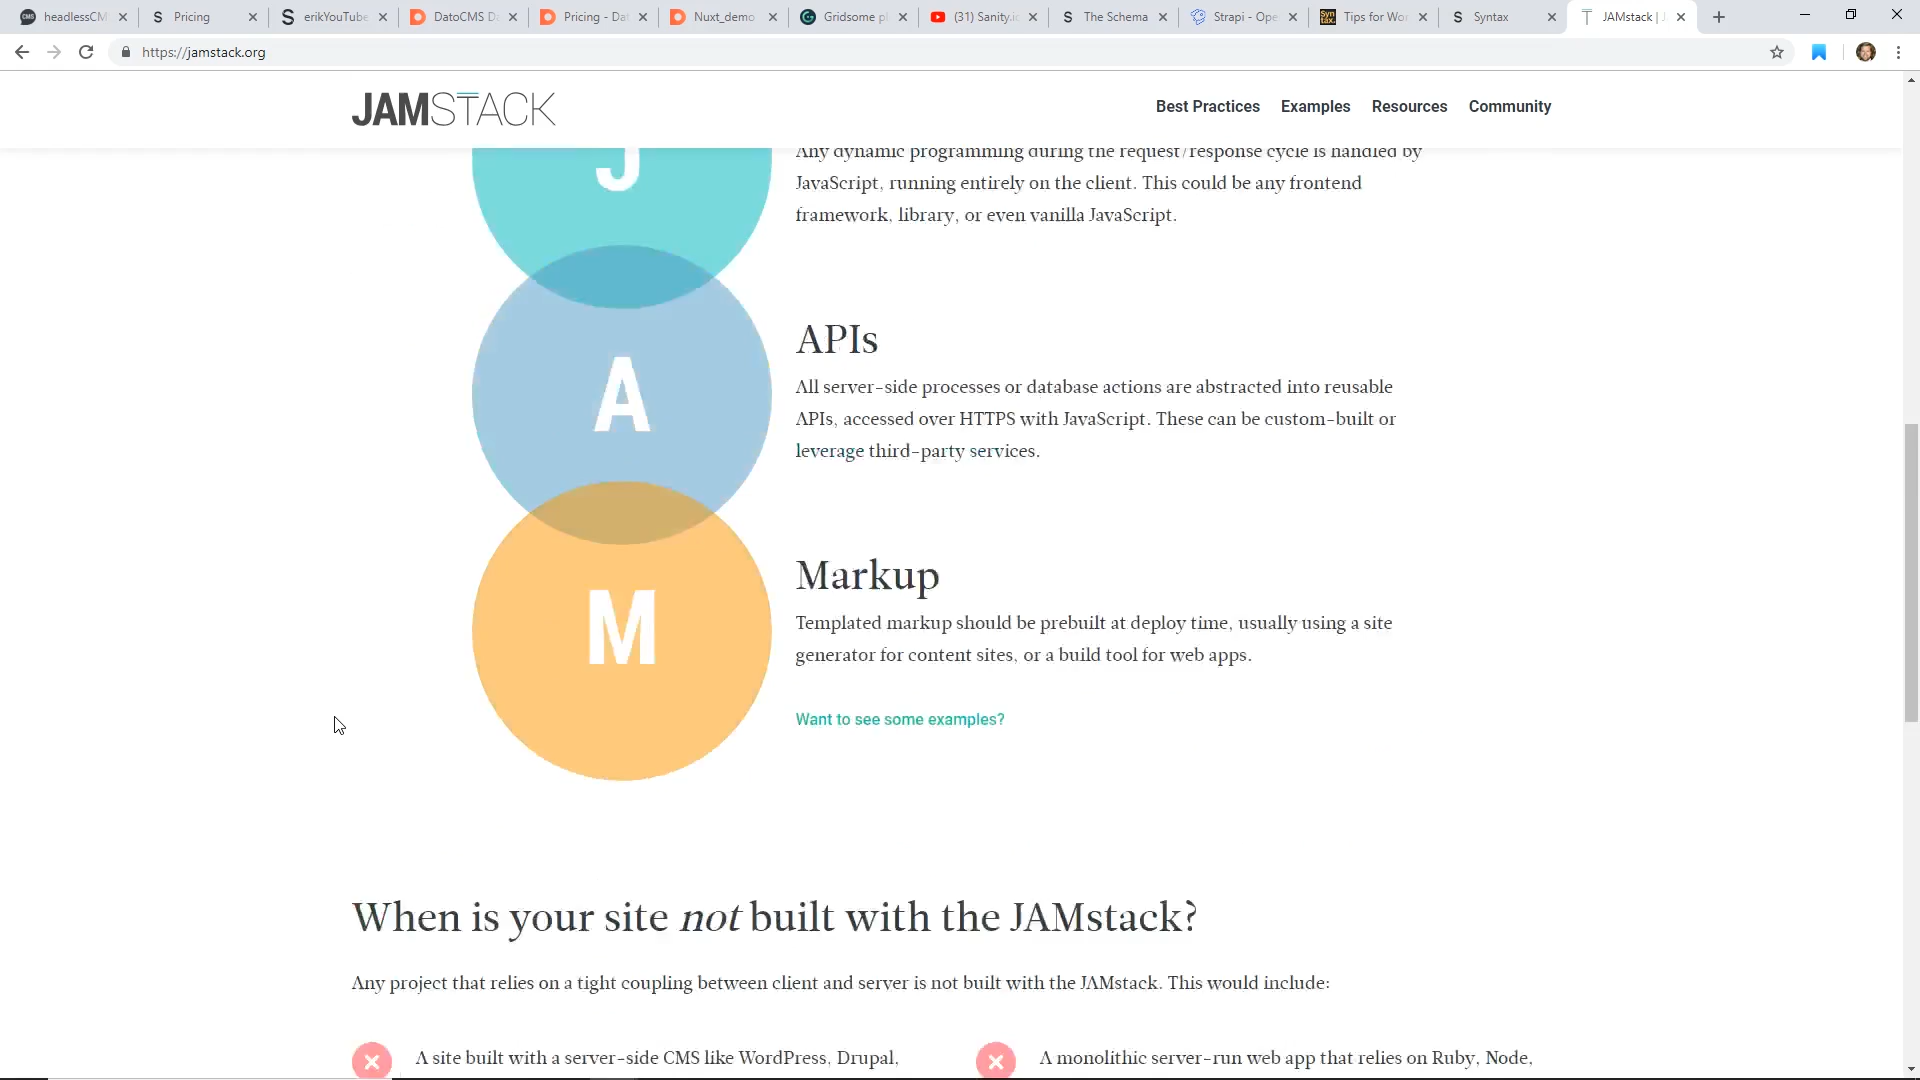 headlessCM
Pricing
erikYouTube
DatoCMS Da
Pricing - Dat
Nuxt_demo
Gridsome pl
(31) Sanity.io
The Schema
Strapi - Ope
Syn
tax.
Tips for Wor
Syntax
JAMstack | J
https://jamstack.org
JAMSTACK
Best Practices
Examples
Resources
Community
J
Any dynamic programming during the request/response cycle is handled by
JavaScript, running entirely on the client. This could be any frontend
framework, library, or even vanilla JavaScript.
A
APIs
All server-side processes or database actions are abstracted into reusable
APIs, accessed over HTTPS with JavaScript. These can be custom-built or
leverage third-party services.
M
Markup
Templated markup should be prebuilt at deploy time, usually using a site
generator for content sites, or a build tool for web apps.
Want to see some examples?
When is your site not built with the JAMstack?
Any project that relies on a tight coupling between client and server is not built with the JAMstack. This would include:
A site built with a server-side CMS like WordPress, Drupal,
A monolithic server-run web app that relies on Ruby, Node,